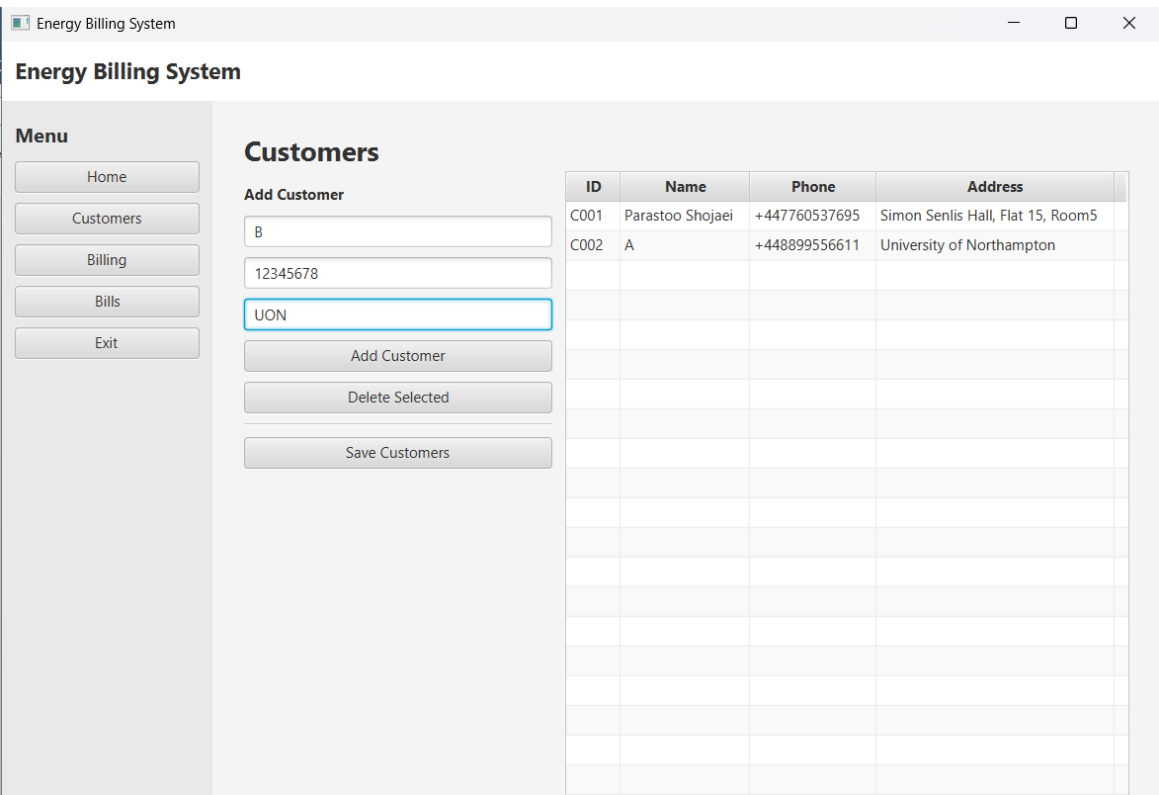 Energy Billing System
Energy Billing System
Menu
Home
Customers
Billing
Bills
Exit
Customers
Add Customer
B
12345678
UON
Add Customer
Delete Selected
Save Customers
ID Name Phone Address
C001 Parastoo Shojaei +447760537695 Simon Senlis Hall, Flat 15, Room5
C002 A +448899556611 University of Northampton